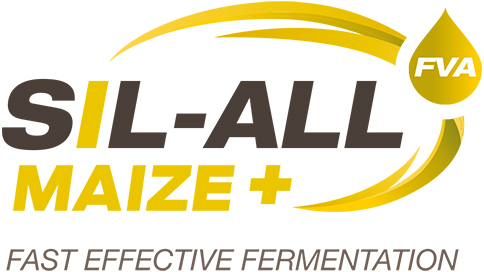 FVA
SIL-ALL
MAIZE +
FAST EFFECTIVE FERMENTATION